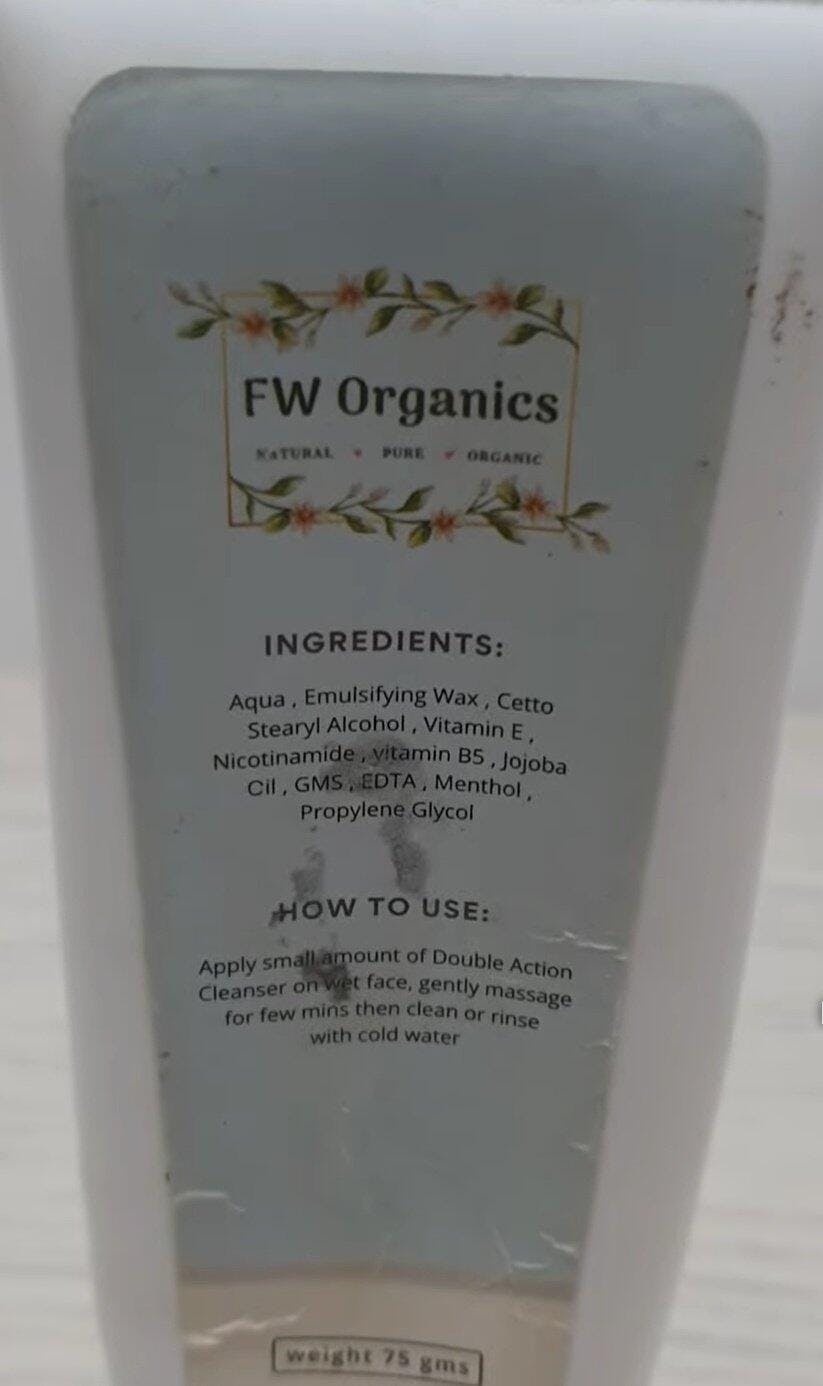 FW Organics
NATURAL PURE ORGANIC
INGREDIENTS:
Aqua , Emulsifying Wax , Cetto
Stearyl Alcohol , Vitamin E ,
Nicotinamide , vitamin B5 , Jojoba
Oil , GMS , EDTA , Menthol ,
Propylene Glycol
HOW TO USE:
Apply small amount of Double Action
Cleanser on wet face, gently massage
for few mins then clean or rinse
with cold water
weight 75 gms